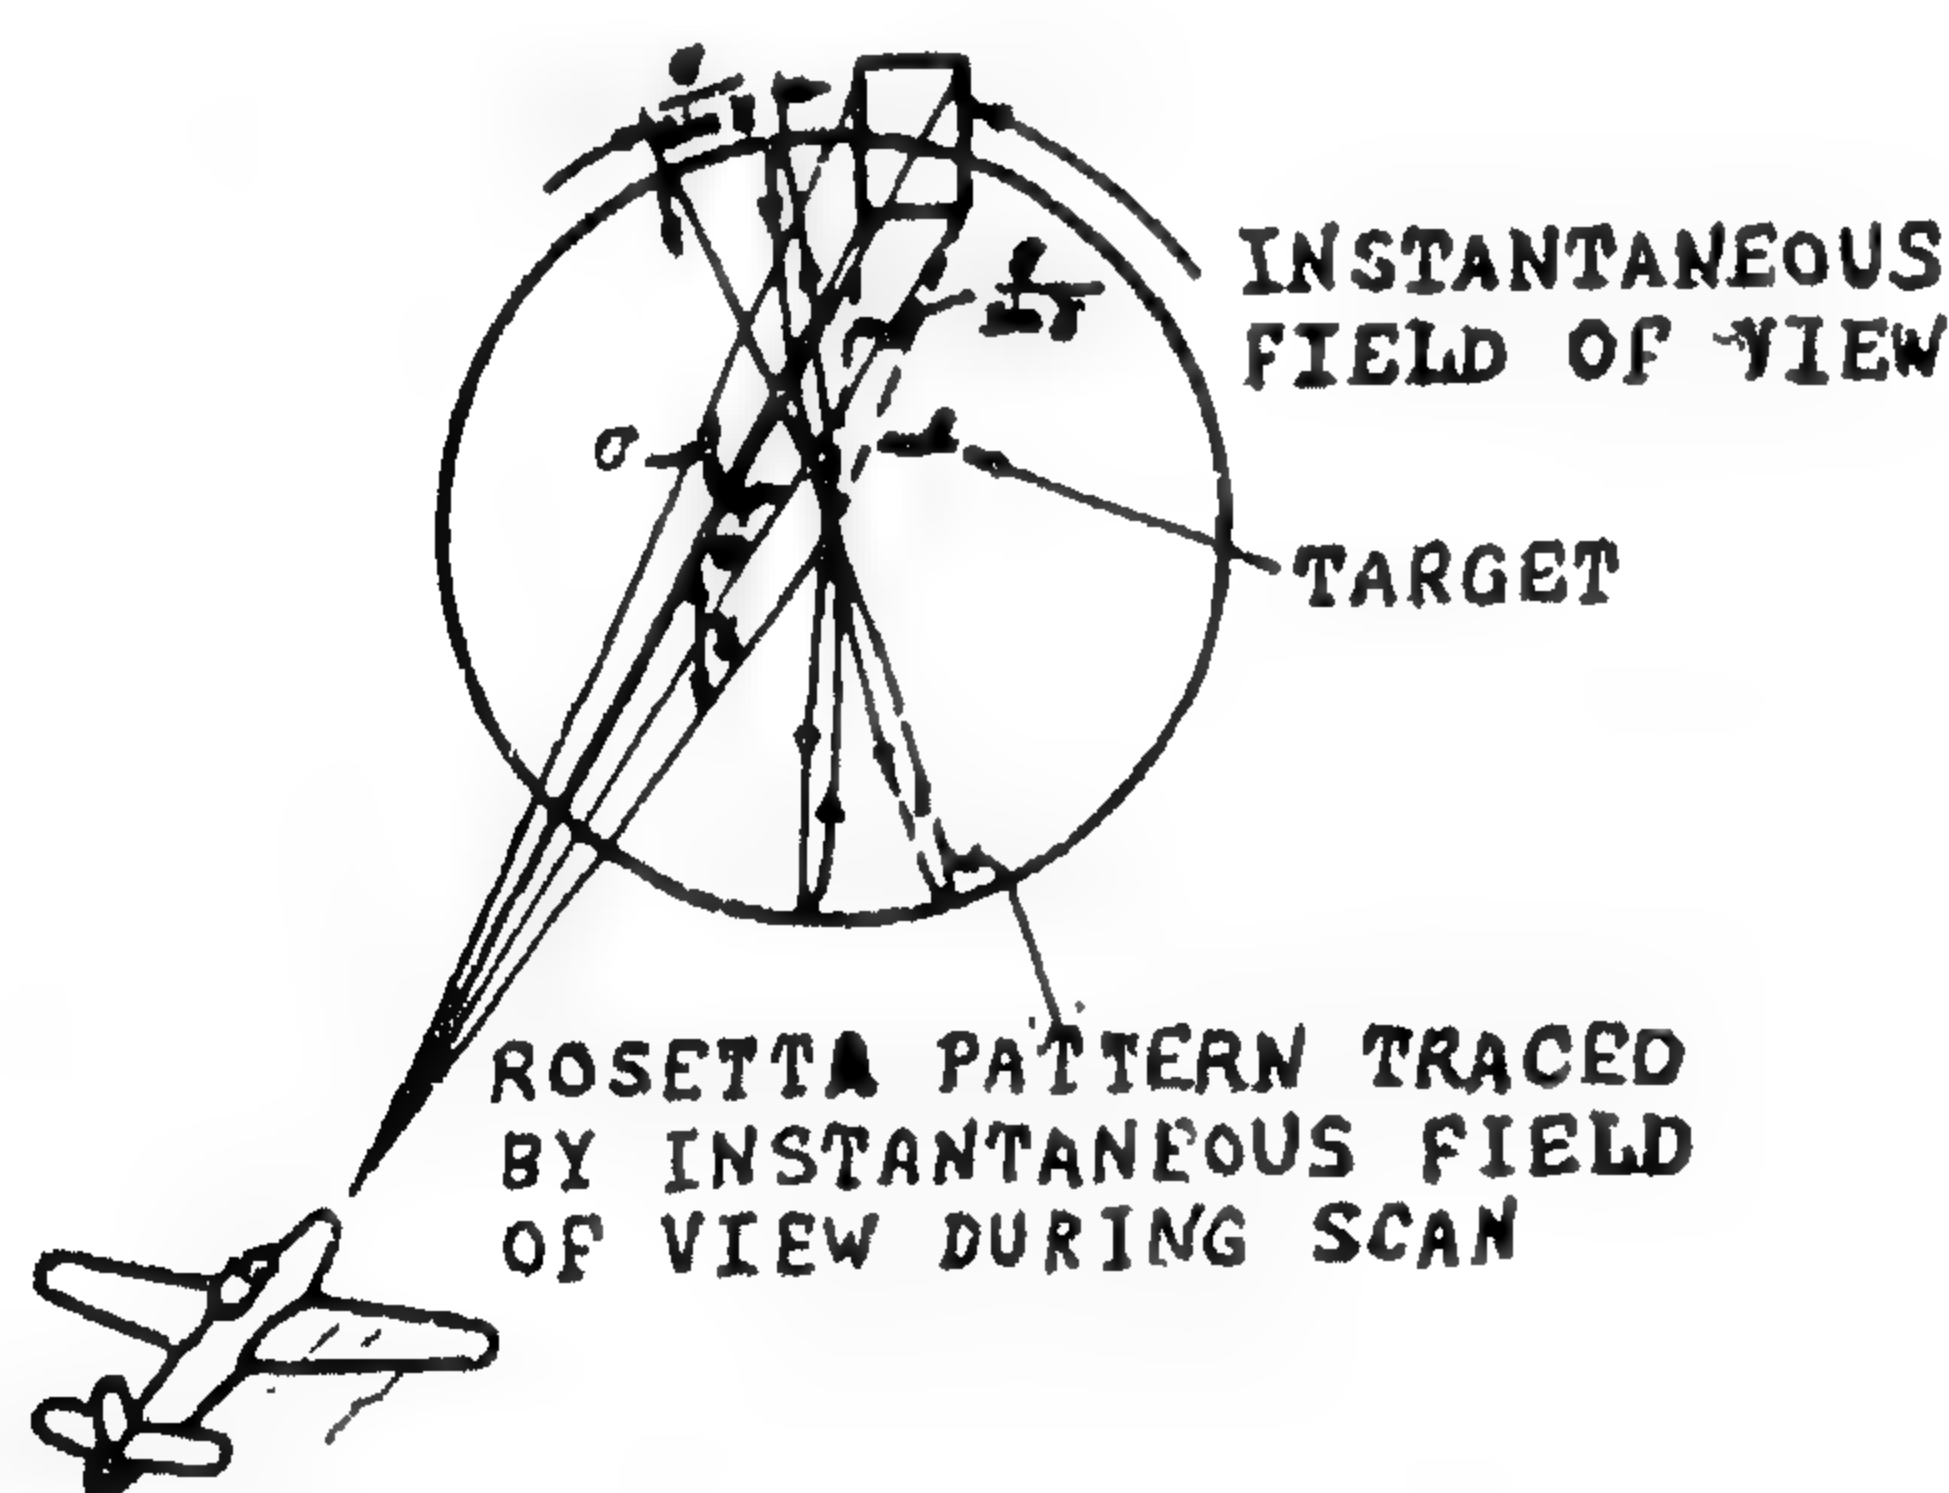 INSTANTANEOUS
FIELD OF VIEW
σ
TARGET
ROSETTA PATTERN TRACED
BY INSTANTANEOUS FIELD
OF VIEW DURING SCAN